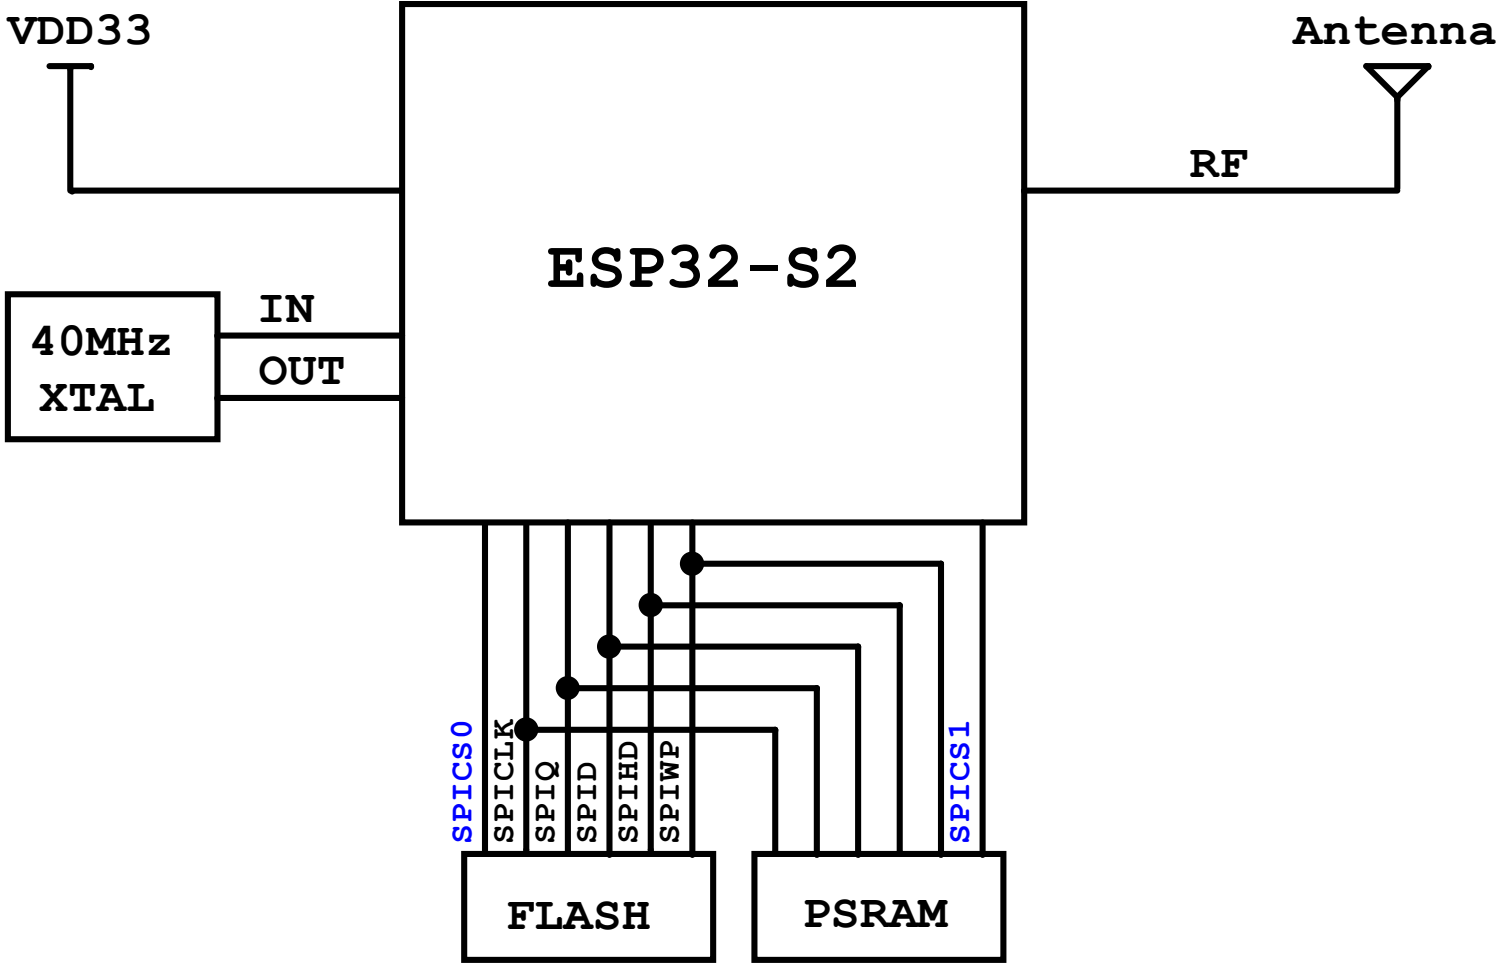 VDD33
Antenna
RF
ESP32-S2
IN
40MHz
OUT
XTAL
SPICS0
SPICLK
SPIQ
SPID
SPIHD
SPIWP
SPICS1
FLASH
PSRAM